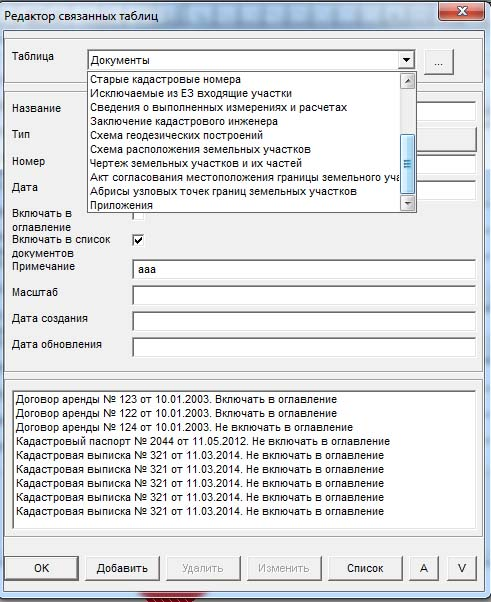 Редактор связанных таблиц
Таблица
Документы
...
Старые кадастровые номера
Исключаемые из ЕЗ входящие участки
Сведения о выполненных измерениях и расчетах
Заключение кадастрового инженера
Схема геодезических построений
Схема расположения земельных участков
Чертеж земельных участков и их частей
Акт согласования местоположения границы земельного уча
Абрисы узловых точек границ земельных участков
Приложения
Название
Тип
Номер
Дата
Включать в
оглавление
Включать в список
документов
Примечание
ааа
Масштаб
Дата создания
Дата обновления
Договор аренды № 123 от 10.01.2003. Включать в оглавление
Договор аренды № 122 от 10.01.2003. Включать в оглавление
Договор аренды № 124 от 10.01.2003. Не включать в оглавление
Кадастровый паспорт № 2044 от 11.05.2012. Не включать в оглавление
Кадастровая выписка № 321 от 11.03.2014. Не включать в оглавление
Кадастровая выписка № 321 от 11.03.2014. Не включать в оглавление
Кадастровая выписка № 321 от 11.03.2014. Не включать в оглавление
Кадастровая выписка № 321 от 11.03.2014. Не включать в оглавление
Кадастровая выписка № 321 от 11.03.2014. Не включать в оглавление
OK
Добавить
Удалить
Изменить
Список
Λ
V